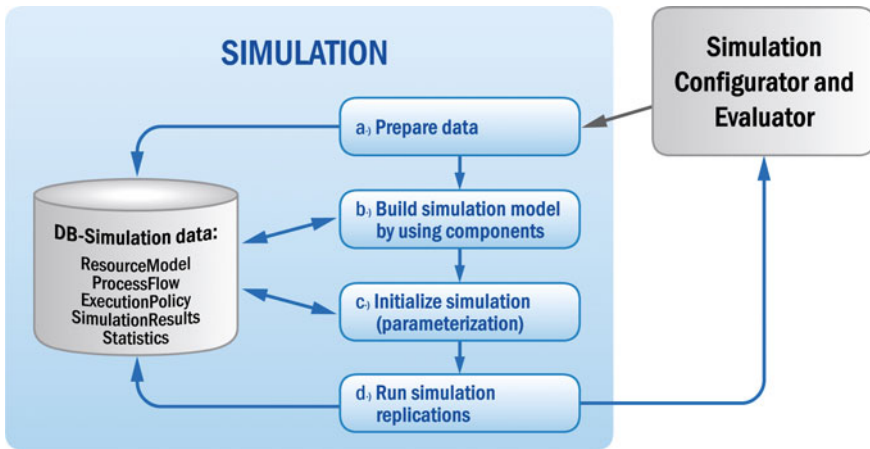 SIMULATION
Simulation
Configurator and
Evaluator
a-) Prepare data
b-) Build simulation model
by using components
DB-Simulation data:
ResourceModel
ProcessFlow
ExecutionPolicy
SimulationResults
Statistics
c-) Initialize simulation
(parameterization)
d-) Run simulation
replications